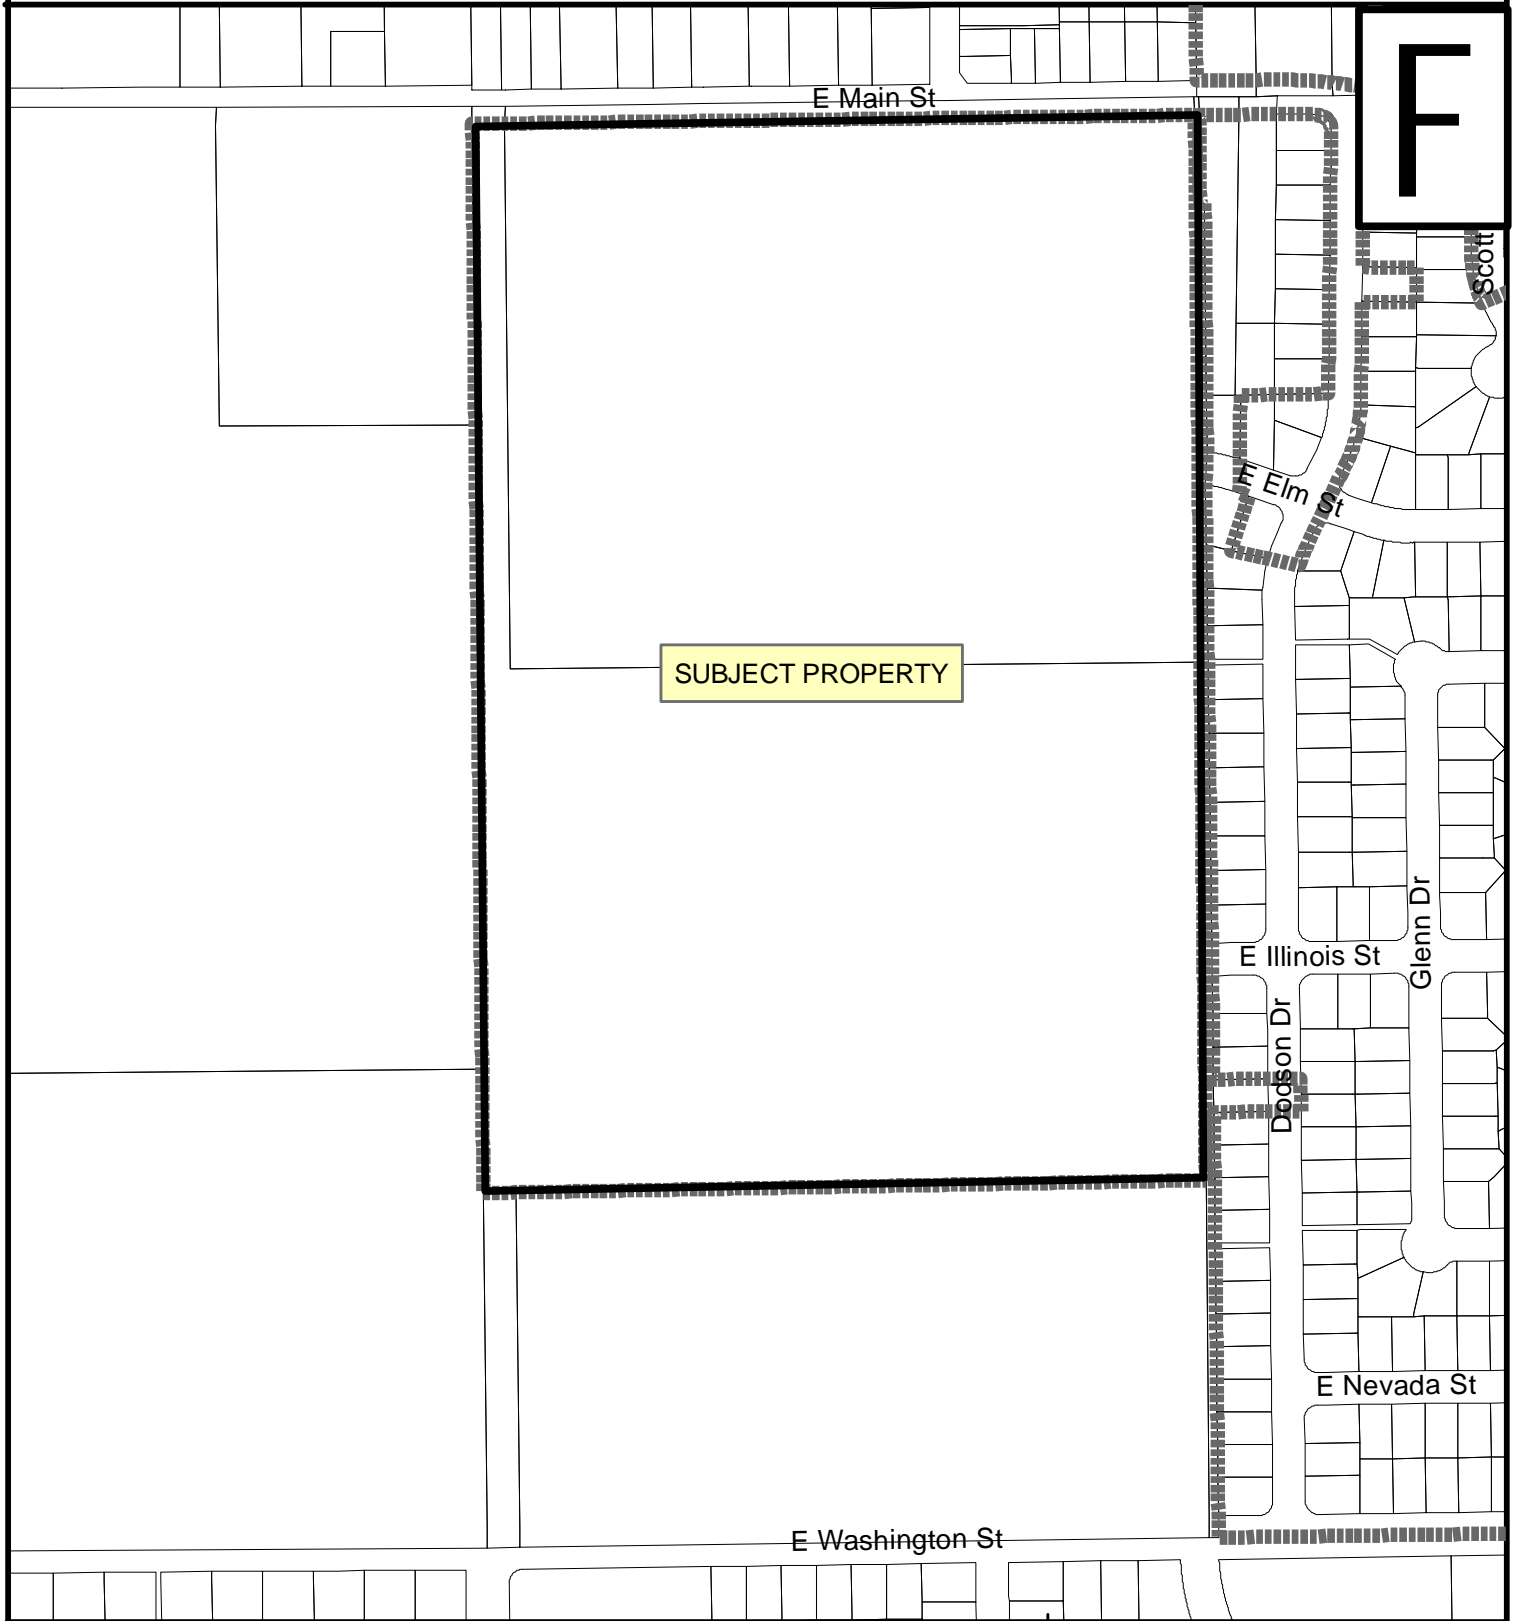 E Main St
F
Scott
E Elm St
SUBJECT PROPERTY
Glenn Dr
E Illinois St
Dodson Dr
E Nevada St
E Washington St